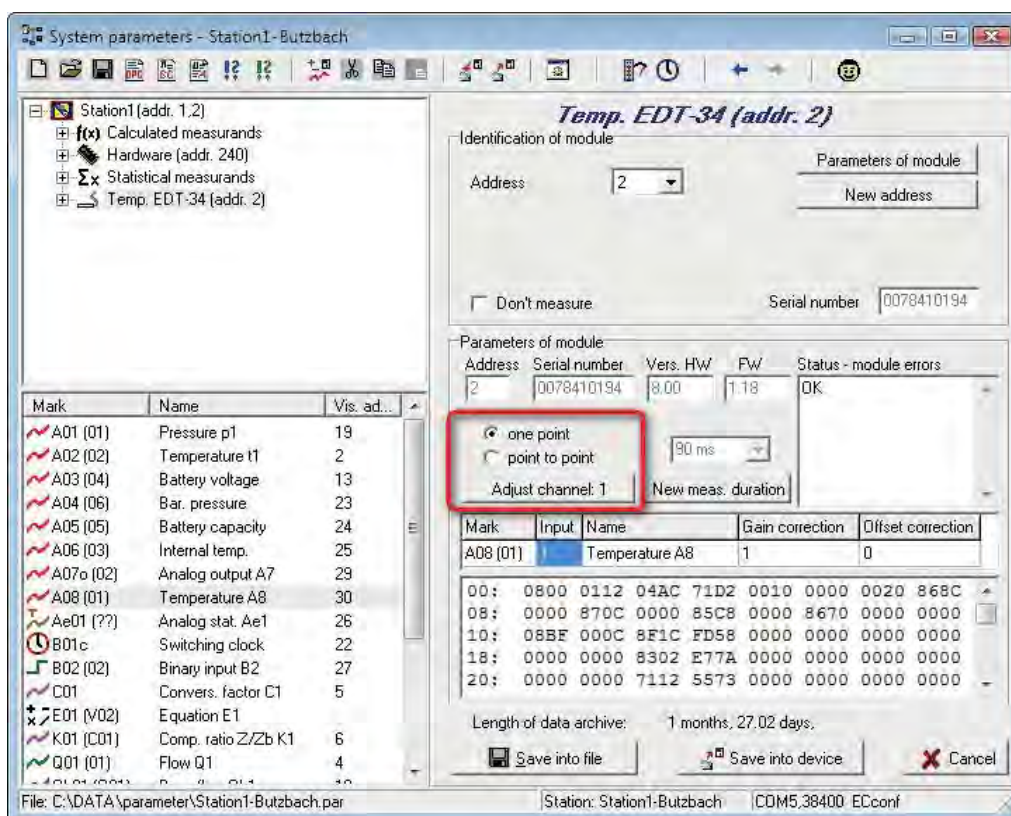 System parameters - Station1-Butzbach
Station1 (addr. 1,2)
f(x) Calculated measurands
Hardware (addr. 240)
Σx Statistical measurands
Temp. EDT-34 (addr. 2)
Mark Name Vis. ad...
A01 (01) Pressure p1 19
A02 (02) Temperature t1 2
A03 (04) Battery voltage 13
A04 (06) Bar. pressure 23
A05 (05) Battery capacity 24
A06 (03) Internal temp. 25
A07o (02) Analog output A7 29
A08 (01) Temperature A8 30
Ae01 (??) Analog stat. Ae1 26
B01c Switching clock 22
B02 (02) Binary input B2 27
C01 Convers. factor C1 5
E01 (V02) Equation E1
K01 (C01) Comp. ratio Z/Zb K1 6
Q01 (01) Flow Q1 4
Temp. EDT-34 (addr. 2)
Identification of module
Address 2
Parameters of module
New address
Don't measure
Serial number 0078410194
Parameters of module
Address Serial number Vers. HW FW Status - module errors
2 0078410194 8.00 1.18 OK
one point
point to point
90 ms
Adjust channel: 1
New meas. duration
Mark Input Name Gain correction Offset correction
A08 (01) 1 Temperature A8 1 0
00: 0800 0112 04AC 71D2 0010 0000 0020 868C
08: 0000 870C 0000 85C8 0000 8670 0000 0000
10: 08BF 000C 8F1C FD58 0000 0000 0000 0000
18: 0000 0000 8302 E77A 0000 0000 0000 0000
20: 0000 0000 7112 5573 0000 0000 0000 0000
Length of data archive: 1 months, 27.02 days,
Save into file
Save into device
Cancel
File: C:\DATA\parameter\Station1-Butzbach.par
Station: Station1-Butzbach
COM5,38400 ECconf